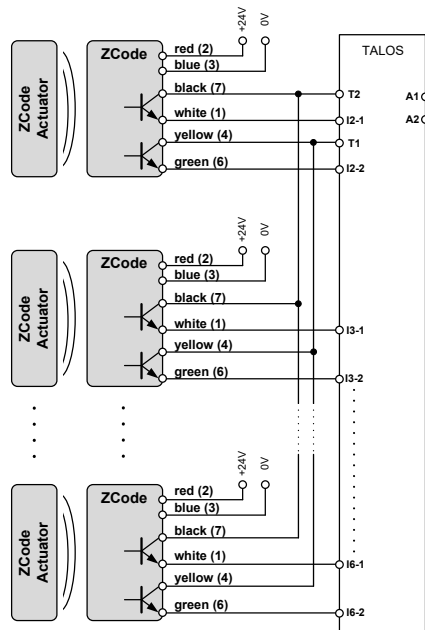 +24V
0V
ZCode
Actuator
ZCode
red (2)
blue (3)
black (7)
white (1)
yellow (4)
green (6)
TALOS
T2
I2-1
T1
I2-2
A1
A2
+24V
0V
ZCode
Actuator
ZCode
red (2)
blue (3)
black (7)
white (1)
yellow (4)
green (6)
I3-1
I3-2
+24V
0V
ZCode
Actuator
ZCode
red (2)
blue (3)
black (7)
white (1)
yellow (4)
green (6)
I6-1
I6-2